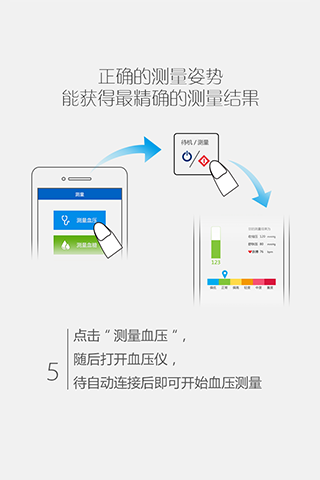 正确的测量姿势
能获得最精确的测量结果
待机/测量
测量
测量血压
测量血糖
123
正常
5
点击“测量血压“，
随后打开血压仪，
待自动连接后即可开始血压测量